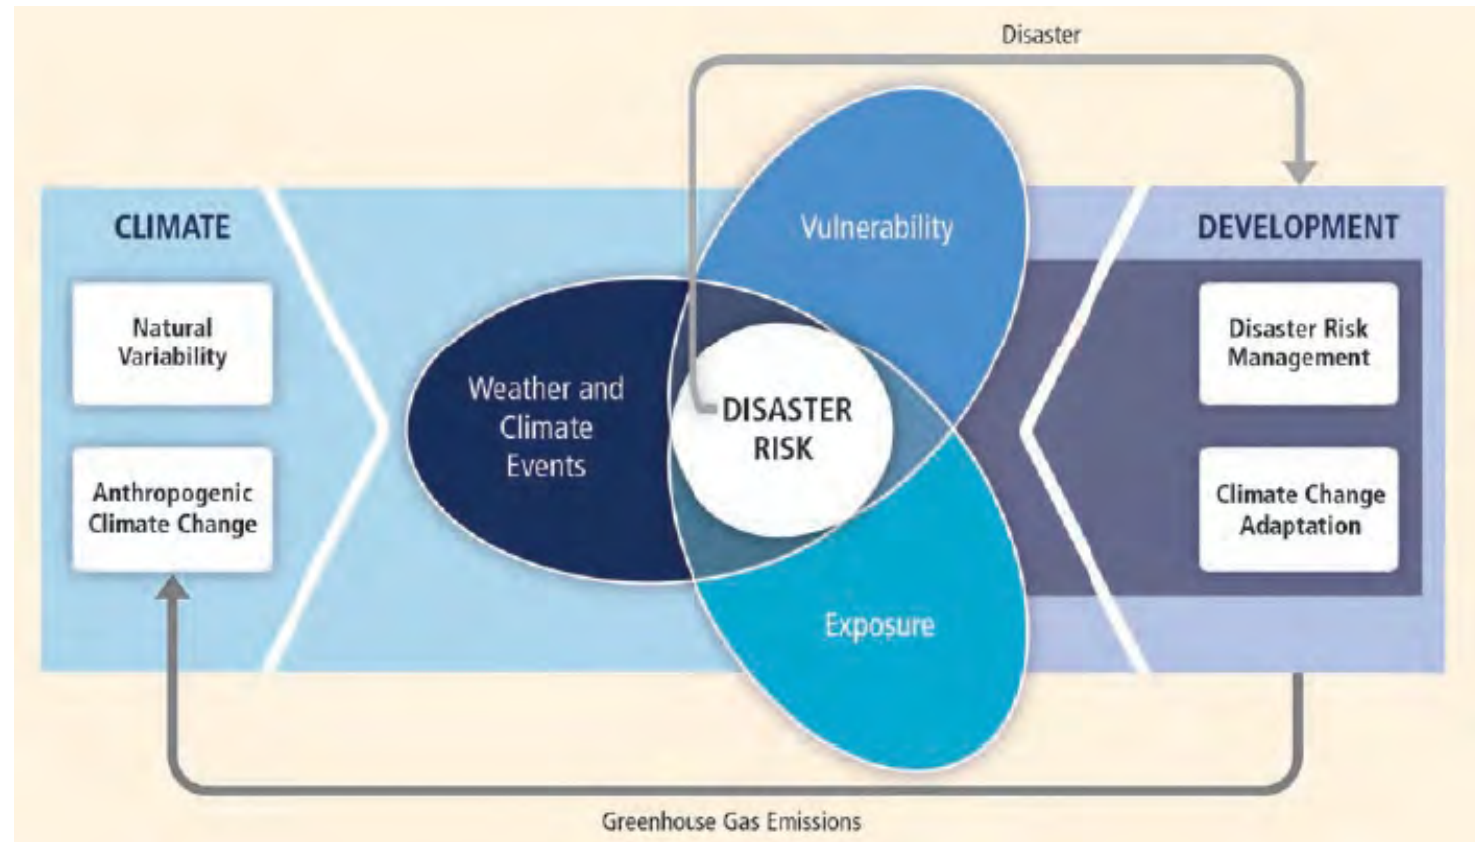 Disaster
CLIMATE
Natural
Variability
Anthropogenic
Climate Change
Weather and
Climate
Events
Vulnerability
DISASTER
RISK
Exposure
DEVELOPMENT
Disaster Risk
Management
Climate Change
Adaptation
Greenhouse Gas Emissions